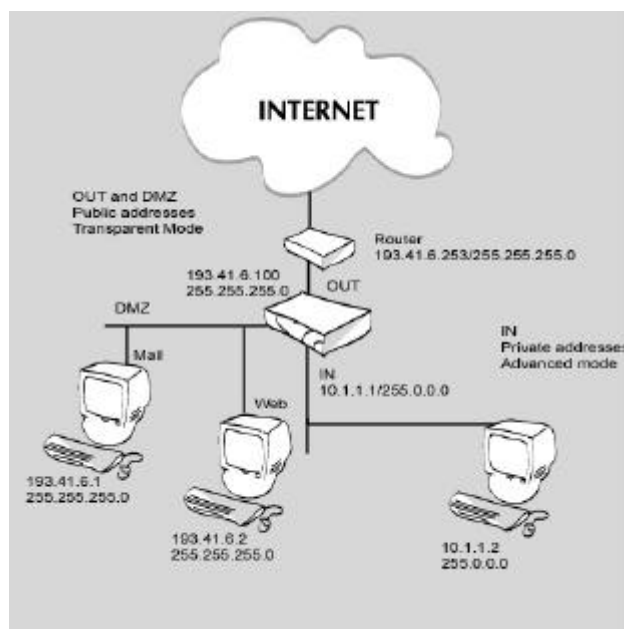 INTERNET
OUT and DMZ
Public addresses
Transparent Mode
Router
193.41.6.253/255.255.255.0
193.41.6.100
255.255.255.0
OUT
DMZ
IN
Private addresses
Advanced mode
Mail
IN
10.1.1.1/255.0.0.0
Web
193.41.6.1
255.255.255.0
193.41.6.2
255.255.255.0
10.1.1.2
255.0.0.0